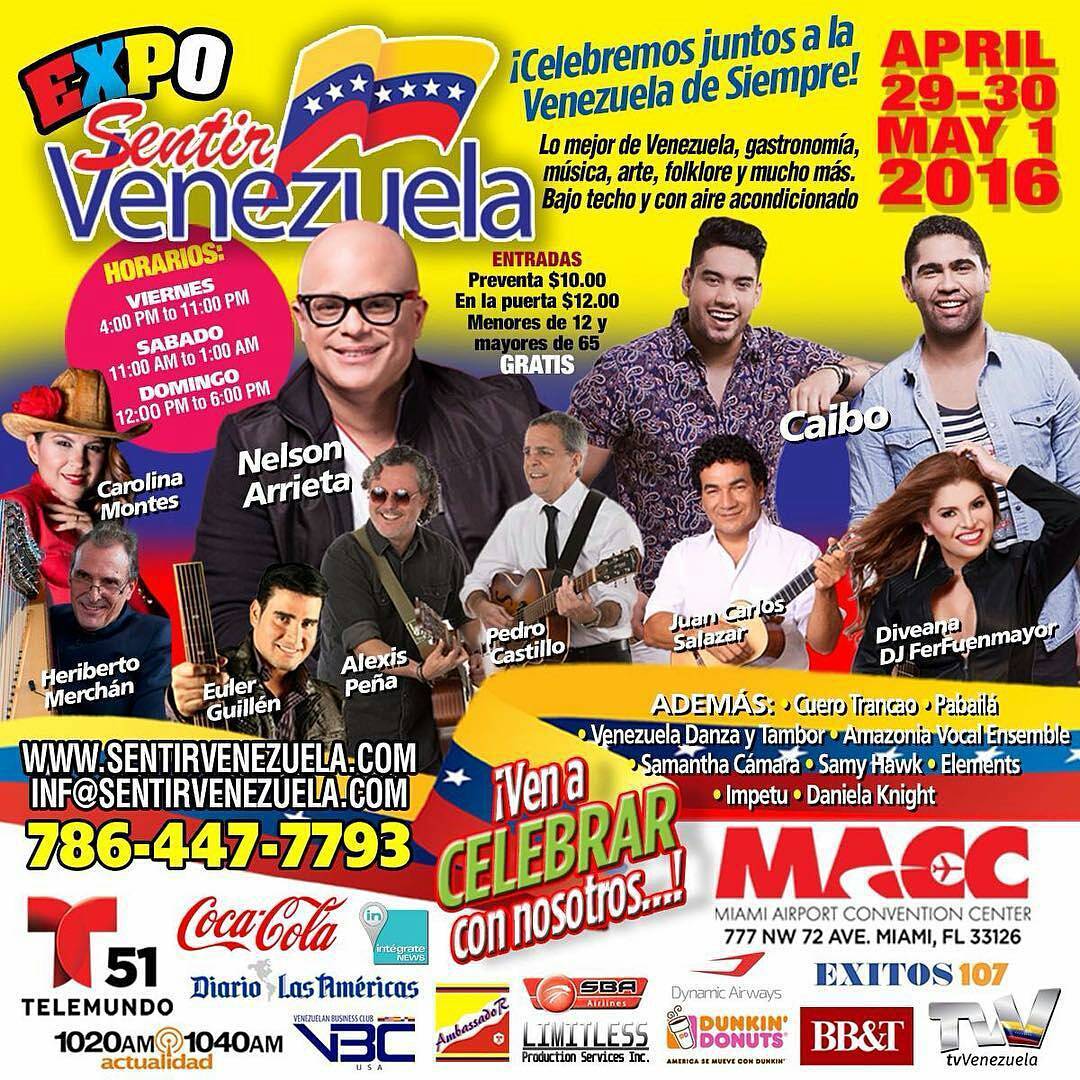 EXPO
Sentir
Venezuela
¡Celebremos juntos a la
Venezuela de Siempre!
Lo mejor de Venezuela, gastronomía,
música, arte, folklore y mucho más.
Bajo techo y con aire acondicionado
APRIL
29-30
MAY 1
2016
HORARIOS:
VIERNES
4:00 PM to 11:00 PM
SABADO
11:00 AM to 1:00 AM
DOMINGO
12:00 PM to 6:00 PM
ENTRADAS
Preventa $10.00
En la puerta $12.00
Menores de 12 y
mayores de 65
GRATIS
Carolina
Montes
Nelson
Arrieta
Caibo
Heriberto
Merchán
Euler
Guillén
Alexis
Peña
Pedro
Castillo
Juan Carlos
Salazar
Diveana
DJ FerFuenmayor
ADEMÁS: • Cuero Trancao • Pabailá
• Venezuela Danza y Tambor • Amazonia Vocal Ensemble
• Samantha Cámara • Samy Hawk • Elements
• Impetu • Daniela Knight
WWW.SENTIRVENEZUELA.COM
INF@SENTIRVENEZUELA.COM
786-447-7793
¡Ven a
CELEBRAR
con nosotros....!
MACC
MIAMI AIRPORT CONVENTION CENTER
777 NW 72 AVE. MIAMI, FL 33126
T 51
TELEMUNDO
Coca-Cola
in
intégrate
NEWS
Diario Las Américas
1020AM 1040AM
actualidad
VENEZUELAN BUSINESS CLUB
VBC
USA
AmbassadoR
SBA
Airlines
LIMITLESS
Production Services Inc.
Dynamic Airways
DUNKIN'
DONUTS
AMERICA SE MUEVE CON DUNKIN'
EXITOS 107
BB&T
TVV
tvVenezuela